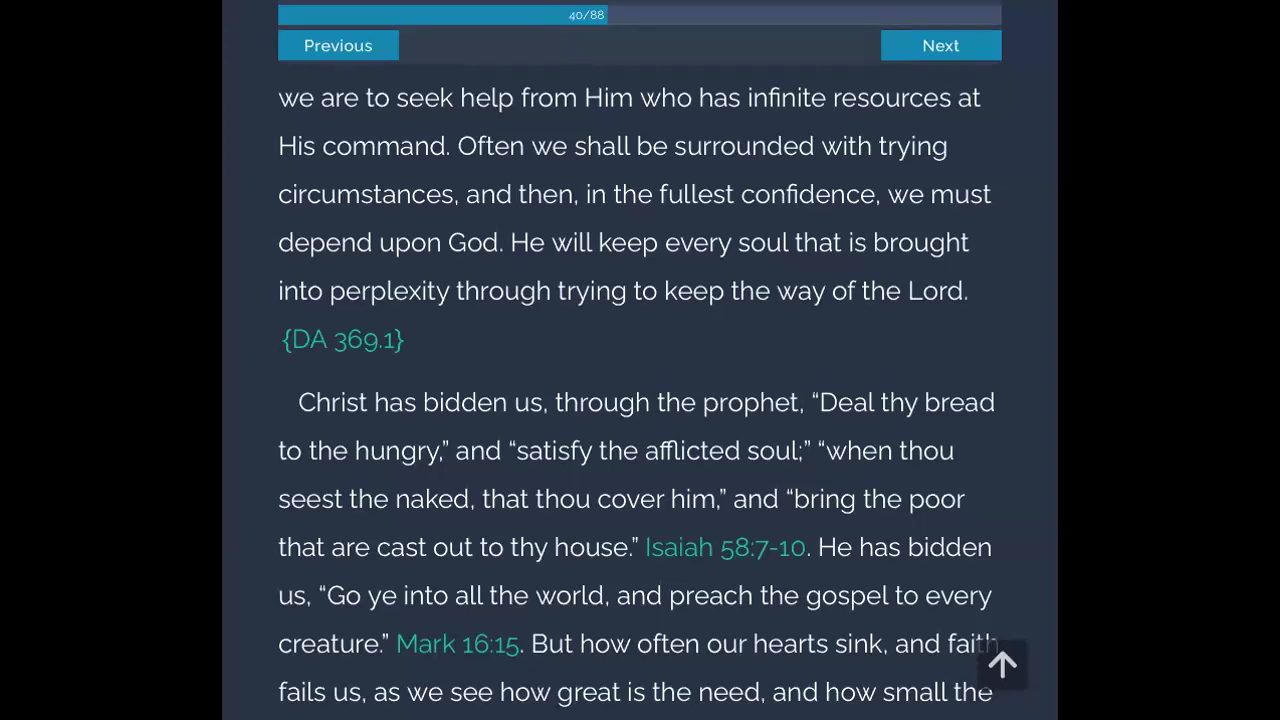 40/88
Previous
Next
we are to seek help from Him who has infinite resources at
His command. Often we shall be surrounded with trying
circumstances, and then, in the fullest confidence, we must
depend upon God. He will keep every soul that is brought
into perplexity through trying to keep the way of the Lord.
{DA 369.1}
Christ has bidden us, through the prophet, “Deal thy bread
to the hungry,” and “satisfy the afflicted soul;” “when thou
seest the naked, that thou cover him,” and “bring the poor
that are cast out to thy house.” Isaiah 58:7-10. He has bidden
us, “Go ye into all the world, and preach the gospel to every
creature.” Mark 16:15. But how often our hearts sink, and faith
fails us, as we see how great is the need, and how small the